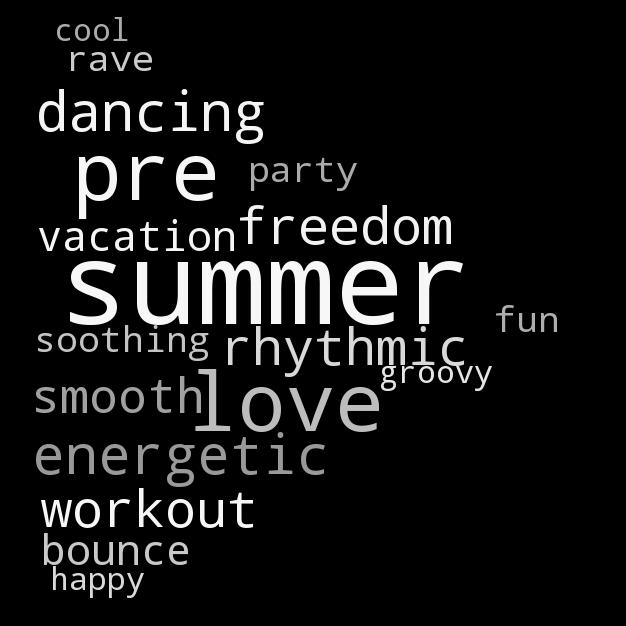 cool
rave
dancing
pre
party
freedom
vacation
summer
fun
soothing
rhythmic
groovy
smooth
love
energetic
workout
bounce
happy